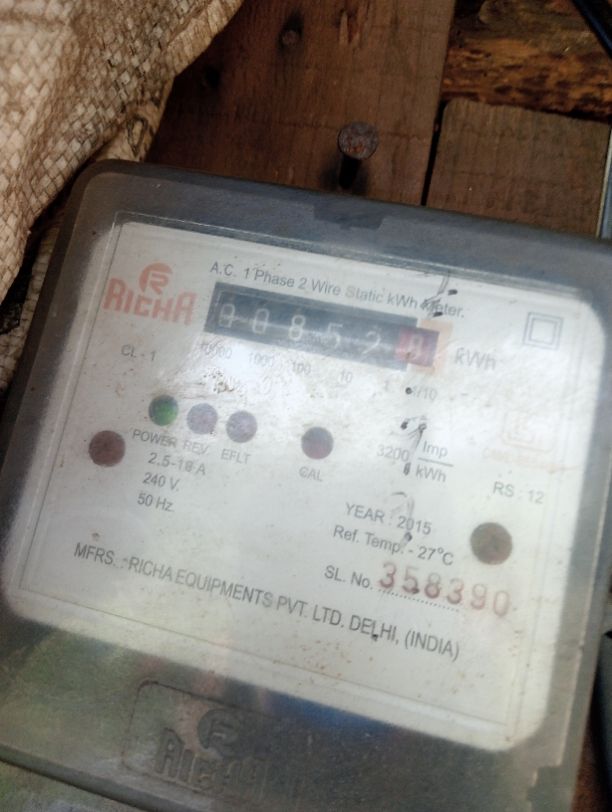 A.C. 1 Phase 2 Wire Static kWh Meter.
RICHA
0 0 8 5 2
kWh
CL - 1
10000 1000 100 10 1 1/10
POWER REV EFLT
CAL
3200 Imp
kWh
2.5-10 A
240 V.
50 Hz
RS : 12
YEAR : 2015
Ref. Temp. - 27°C
SL. No. 358390
MFRS. : RICHA EQUIPMENTS PVT. LTD. DELHI, (INDIA)
RICHA